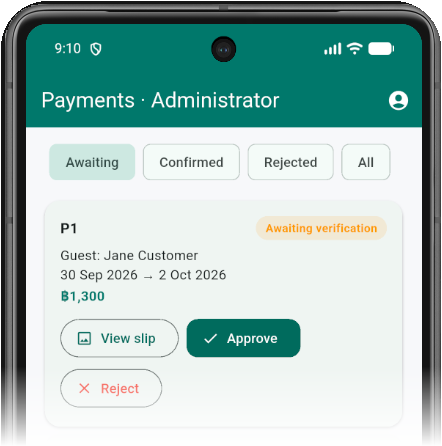 9:10
Payments · Administrator
Awaiting Confirmed Rejected All
P1 Awaiting verification
Guest: Jane Customer
30 Sep 2026 → 2 Oct 2026
฿1,300
View slip Approve
Reject